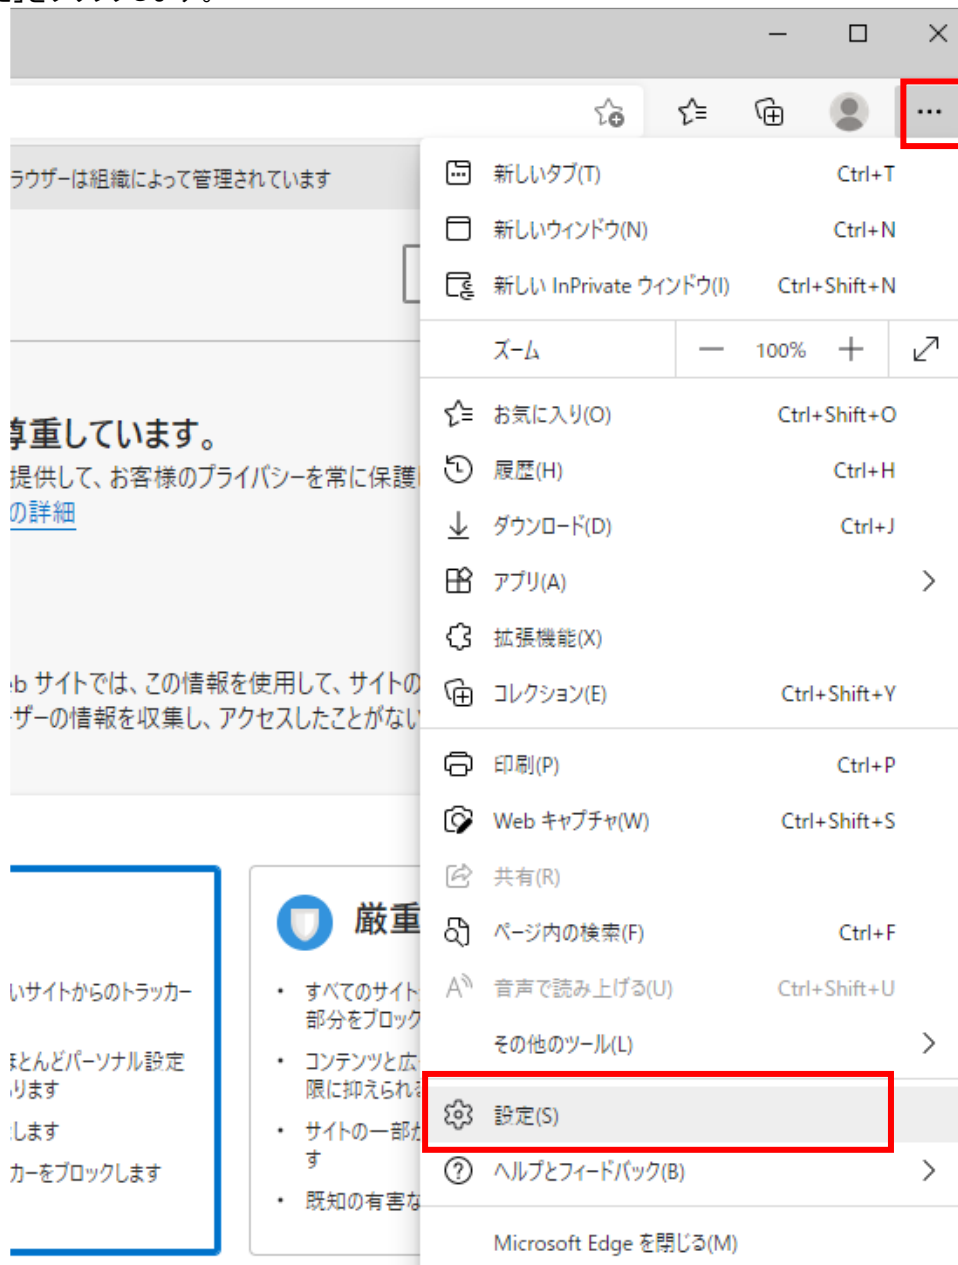 をクリックします。
ラウザーは組織によって管理されています
尊重しています。
提供して、お客様のプライバシーを常に保護
の詳細
eb サイトでは、この情報を使用して、サイトの
ーザーの情報を収集し、アクセスしたことがない
いサイトからのトラッカー
ほとんどパーソナル設定
ります
します
カーをブロックします
厳重
• すべてのサイト
部分をブロック
• コンテンツと広
限に抑えられ
• サイトの一部が
す
• 既知の有害な
新しいタブ(T) Ctrl+T
新しいウィンドウ(N) Ctrl+N
新しい InPrivate ウィンドウ(I) Ctrl+Shift+N
ズーム — 100% +
お気に入り(O) Ctrl+Shift+O
履歴(H) Ctrl+H
ダウンロード(D) Ctrl+J
アプリ(A)
拡張機能(X)
コレクション(E) Ctrl+Shift+Y
印刷(P) Ctrl+P
Web キャプチャ(W) Ctrl+Shift+S
共有(R)
ページ内の検索(F) Ctrl+F
音声で読み上げる(U) Ctrl+Shift+U
その他のツール(L)
設定(S)
ヘルプとフィードバック(B)
Microsoft Edge を閉じる(M)